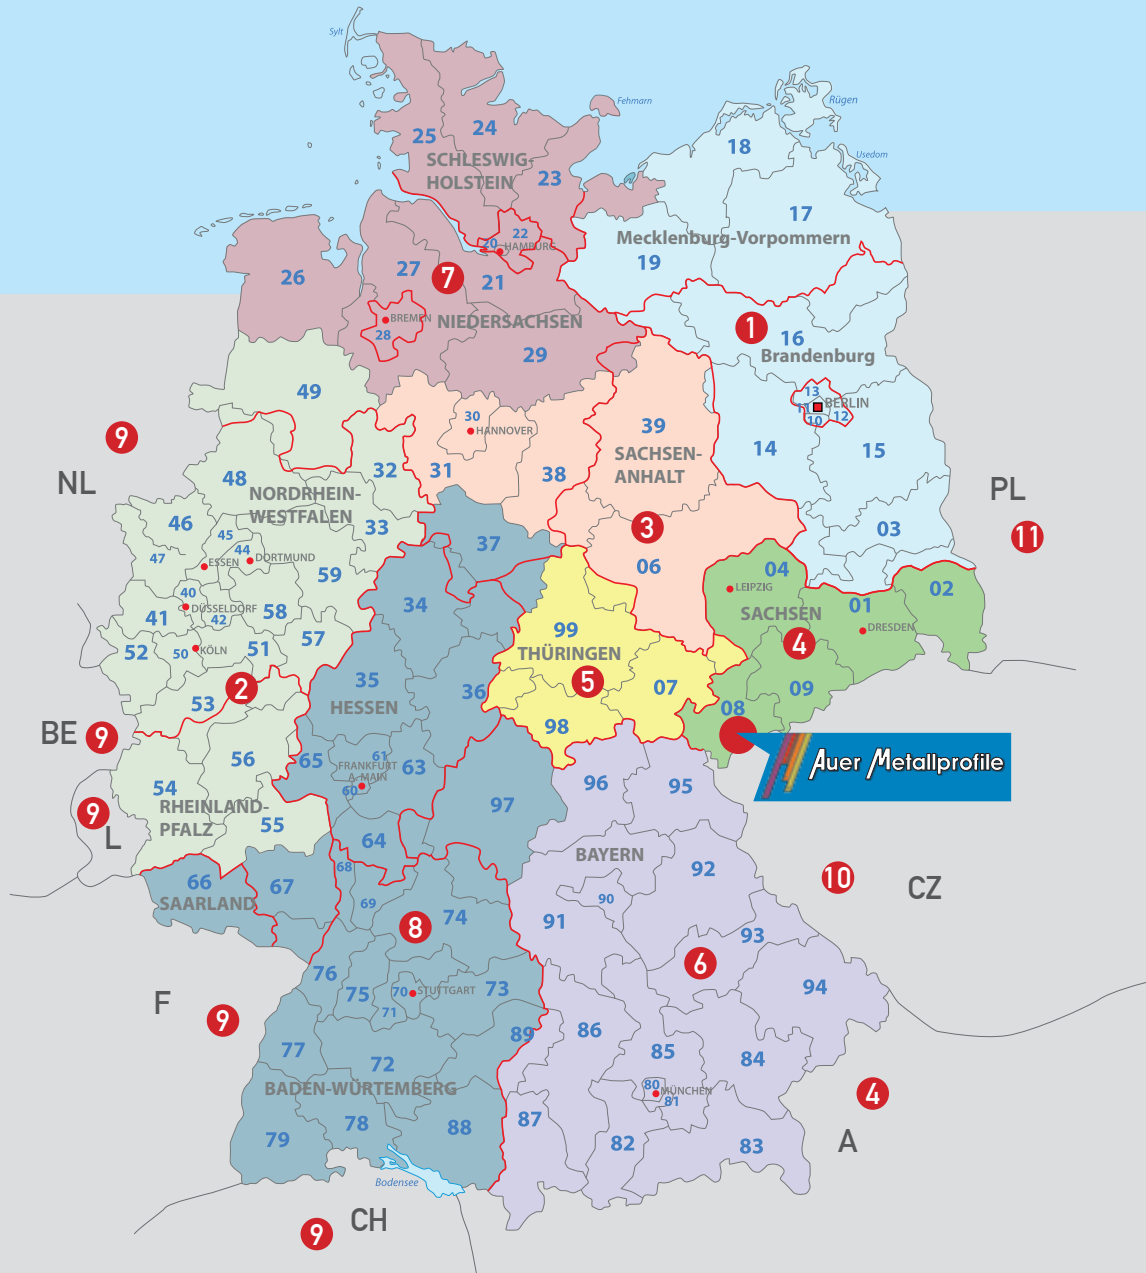 Sylt
Fehmarn
Rügen
Usedom
25
24
SCHLESWIG-
HOLSTEIN
23
18
17
Mecklenburg-Vorpommern
19
20
22
HAMBURG
26
27
7
21
BREMEN
28
NIEDERSACHSEN
29
1
16
Brandenburg
13
11
BERLIN
10
12
14
15
03
49
30
HANNOVER
31
38
39
SACHSEN-
ANHALT
3
06
9
NL
48
32
NORDRHEIN-
WESTFALEN
46
45
33
47
44
DORTMUND
ESSEN
59
40
DÜSSELDORF
41
42
58
52
50
KÖLN
51
57
53
2
PL
11
37
34
35
HESSEN
36
99
THÜRINGEN
5
07
98
04
LEIPZIG
SACHSEN
01
02
DRESDEN
4
09
08
Auer Metallprofile
BE
9
54
56
RHEINLAND-
PFALZ
55
9
L
65
61
FRANKFURT
A. MAIN
60
63
64
97
96
95
BAYERN
92
90
91
93
6
94
10
CZ
66
SAARLAND
67
68
69
8
74
76
75
70
STUTTGART
71
73
89
F
9
77
72
BADEN-WÜRTEMBERG
79
78
88
Bodensee
86
85
84
80
MÜNCHEN
81
87
82
83
4
A
CH
9